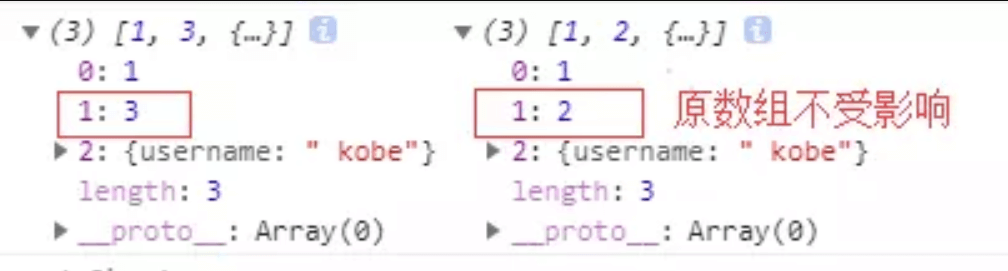 ▼(3) [1, 3, {…}] i ▼(3) [1, 2, {…}] i
0: 1 0: 1
1: 3 1: 2 原数组不受影响
▶2: {username: " kobe"} ▶2: {username: " kobe"}
length: 3 length: 3
▶__proto__: Array(0) ▶__proto__: Array(0)